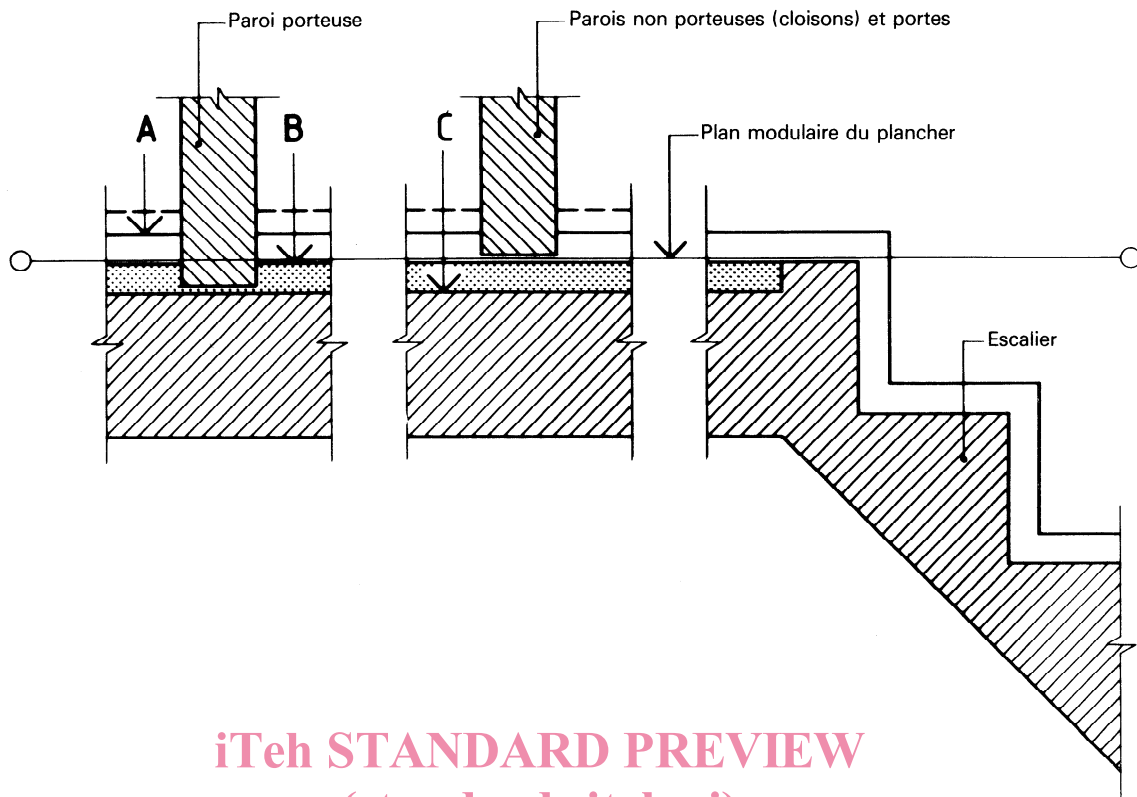 Paroi porteuse
Parois non porteuses (cloisons) et portes
A
B
C
Plan modulaire du plancher
Escalier
iTeh STANDARD PREVIEW